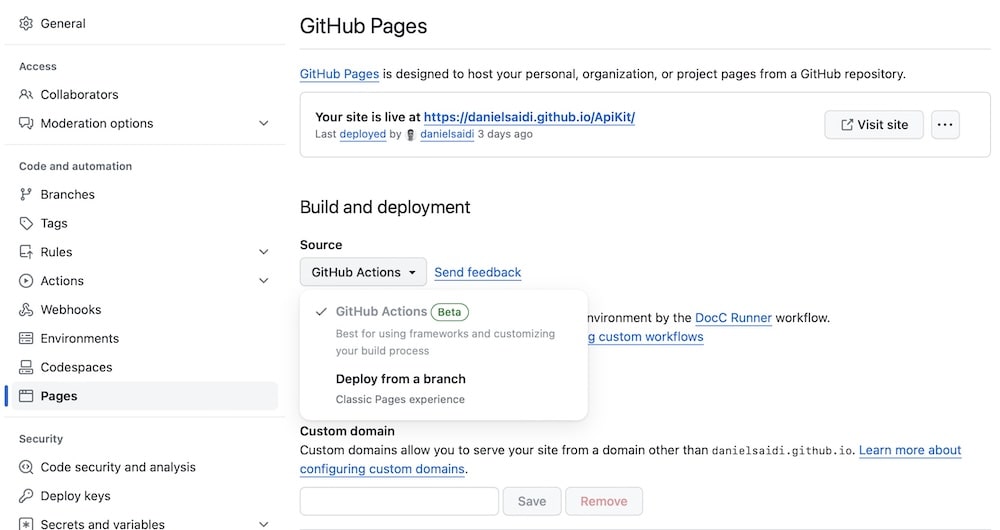 General
Access
Collaborators
Moderation options
Code and automation
Branches
Tags
Rules
Actions
Webhooks
Environments
Codespaces
Pages
Security
Code security and analysis
Deploy keys
Secrets and variables
GitHub Pages
GitHub Pages is designed to host your personal, organization, or project pages from a GitHub repository.
Your site is live at https://danielsaidi.github.io/ApiKit/
Last deployed by danielsaidi 3 days ago
Visit site
Build and deployment
Source
GitHub Actions
Send feedback
GitHub Actions Beta
Best for using frameworks and customizing
your build process
Deploy from a branch
Classic Pages experience
nvironment by the DocC Runner workflow.
g custom workflows
Custom domain
Custom domains allow you to serve your site from a domain other than danielsaidi.github.io. Learn more about
configuring custom domains.
Save
Remove